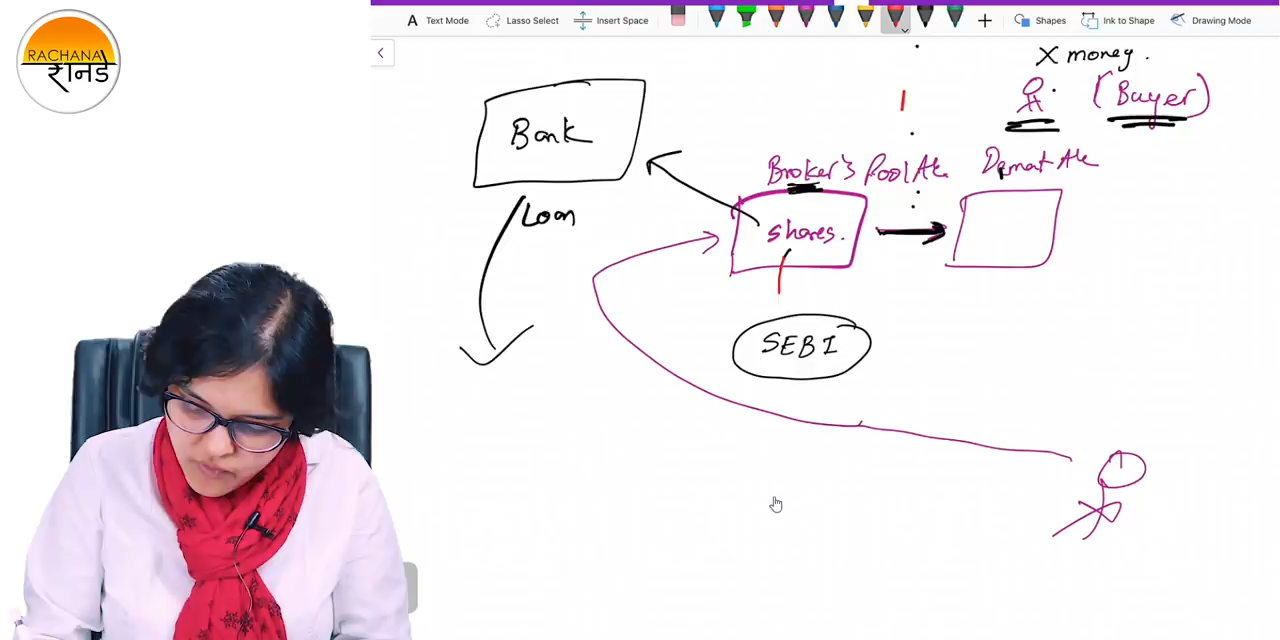 RACHANA
रानडे
Text Mode
Lasso Select
Insert Space
Shapes
Ink to Shape
Drawing Mode
X money.
(Buyer)
Bank
Broker's Pool A/c
Demat A/c
Loan
shares.
SEBI